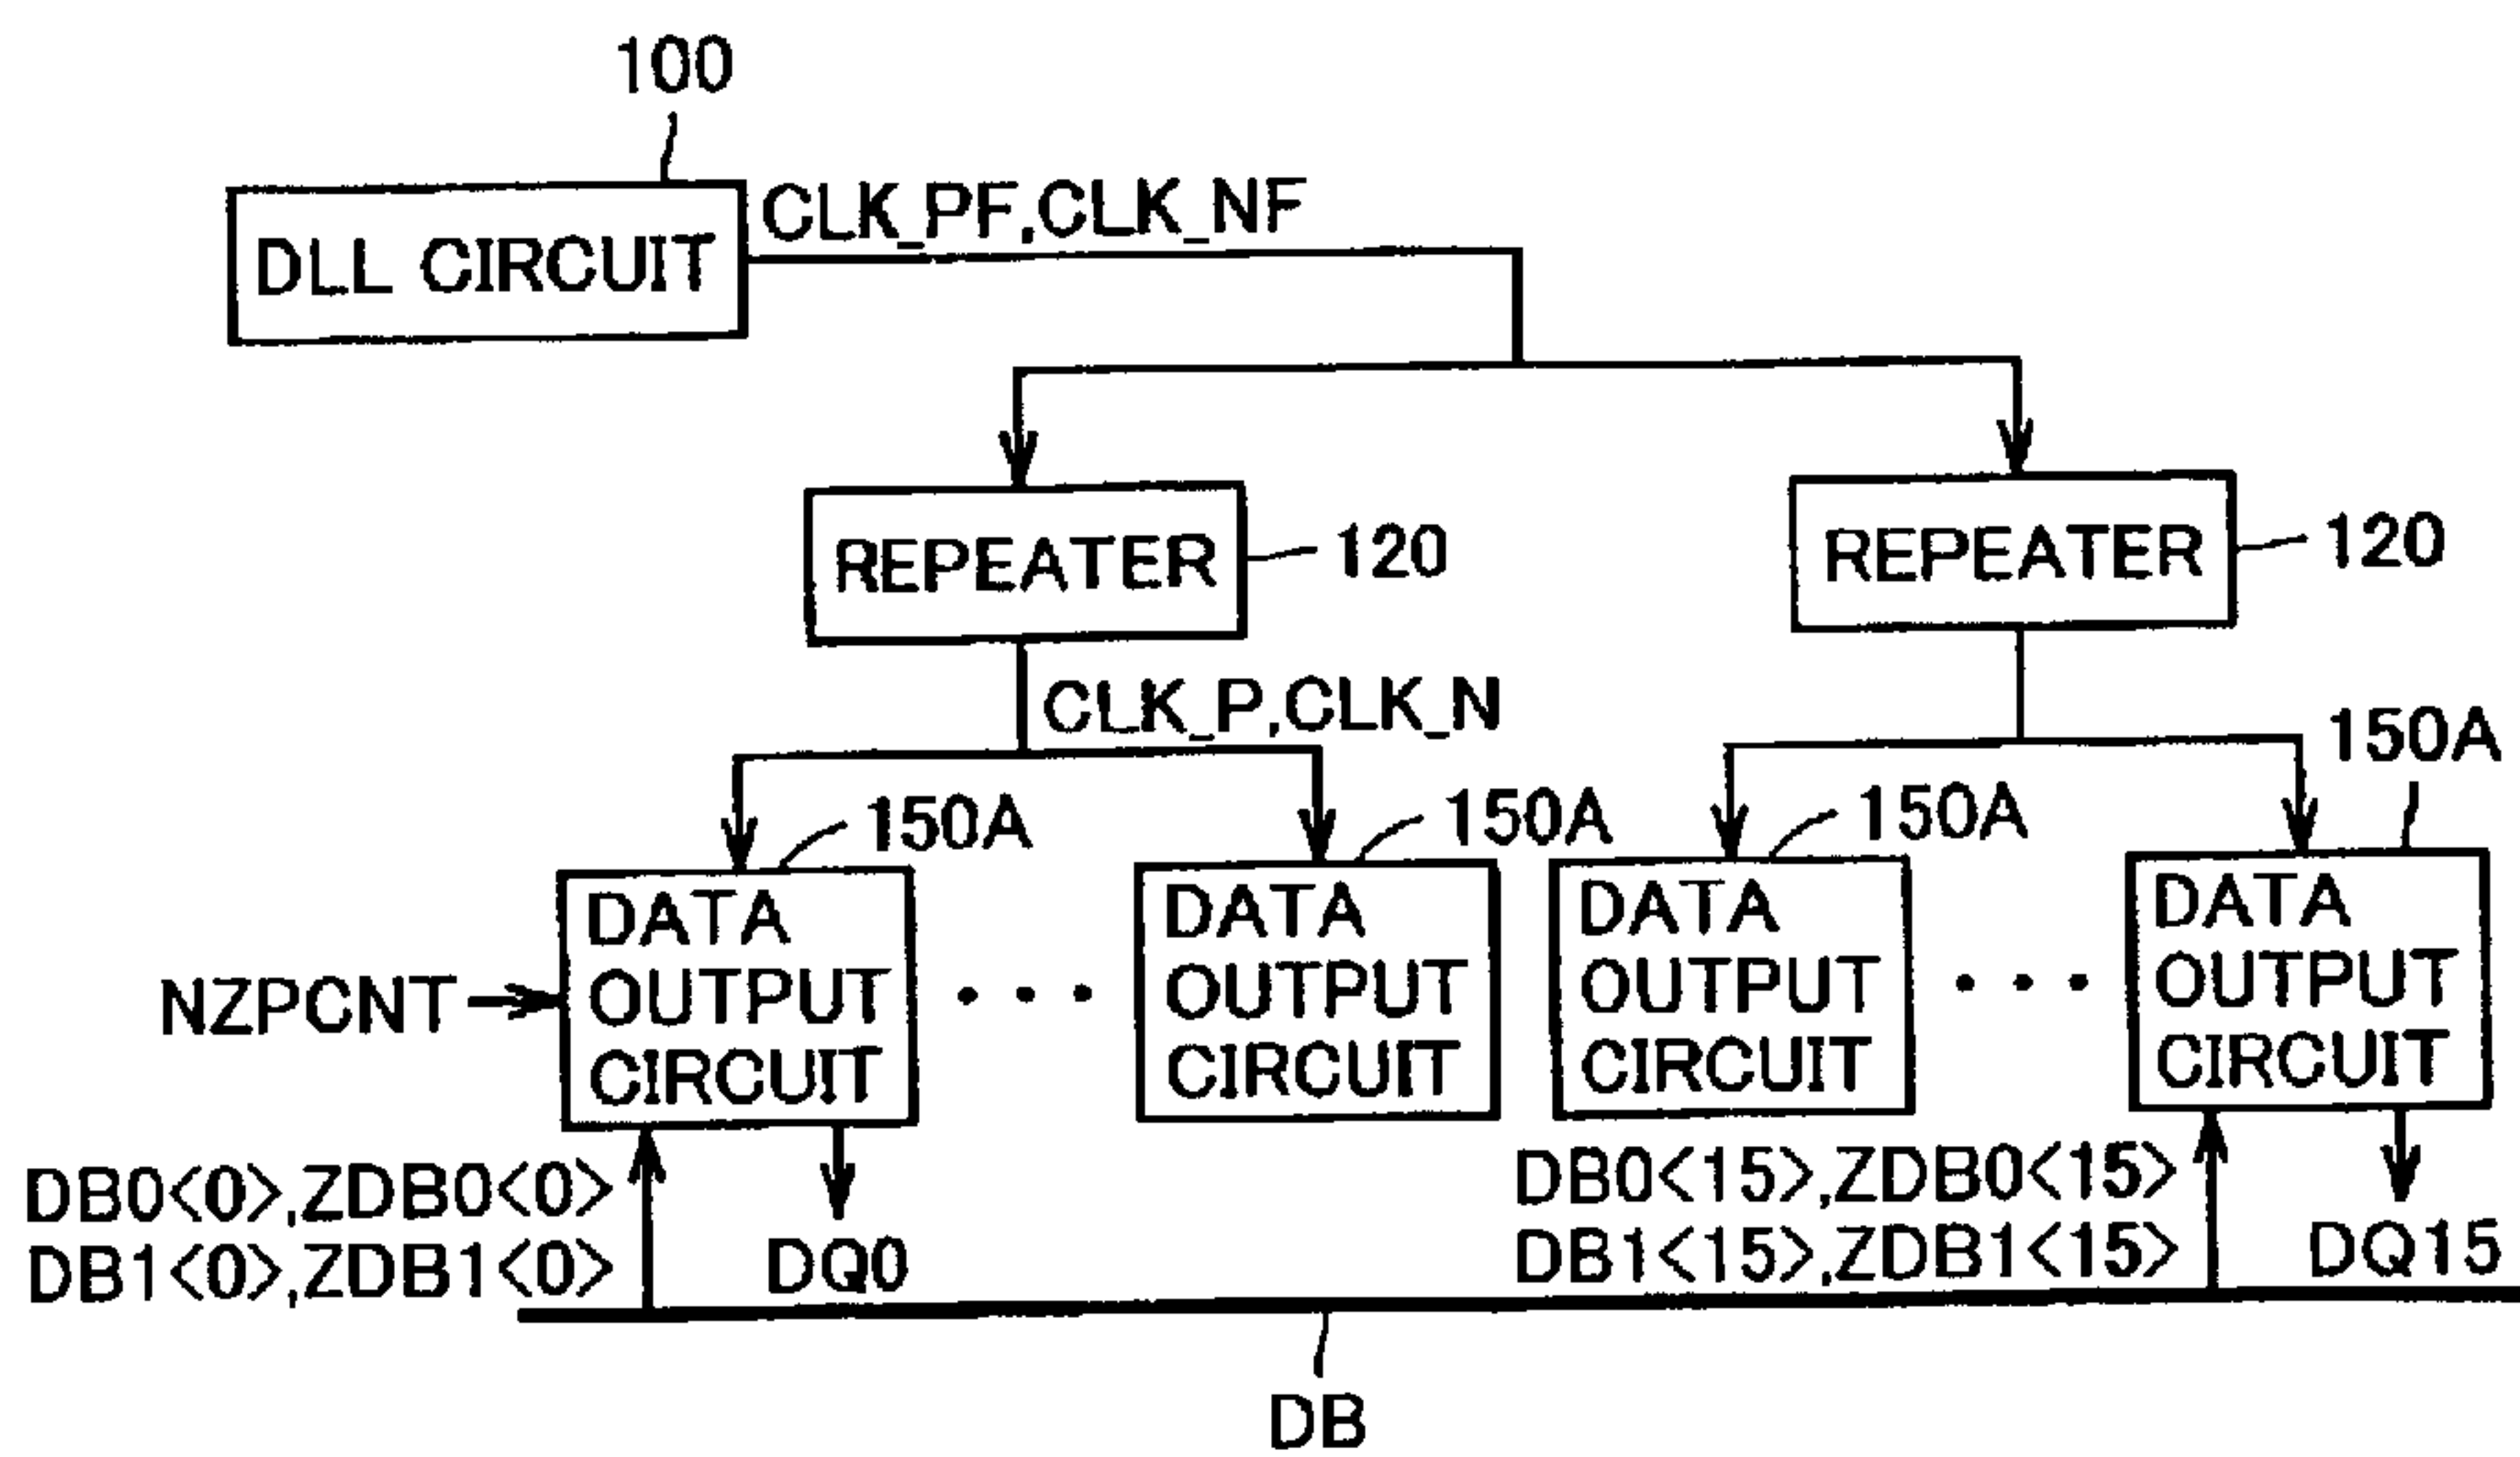 100
CLK_PF,CLK_NF
DLL CIRCUIT
REPEATER
120
REPEATER
120
CLK_P,CLK_N
150A
150A
150A
150A
DATA
OUTPUT
CIRCUIT
DATA
OUTPUT
CIRCUIT
DATA
OUTPUT
CIRCUIT
DATA
OUTPUT
CIRCUIT
NZPCNT
• • •
• • •
DB0<0>,ZDB0<0>
DB1<0>,ZDB1<0>
DQ0
DB0<15>,ZDB0<15>
DB1<15>,ZDB1<15>
DQ15
DB